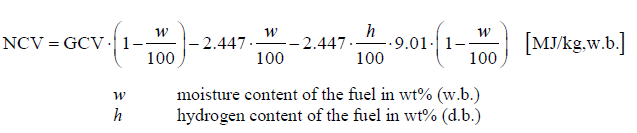 NCV = GCV · (1 − w/100) − 2.447 · w/100 − 2.447 · h/100 · 9.01 · (1 − w/100) [MJ/kg,w.b.]
w moisture content of the fuel in wt% (w.b.)
h hydrogen content of the fuel in wt% (d.b.)